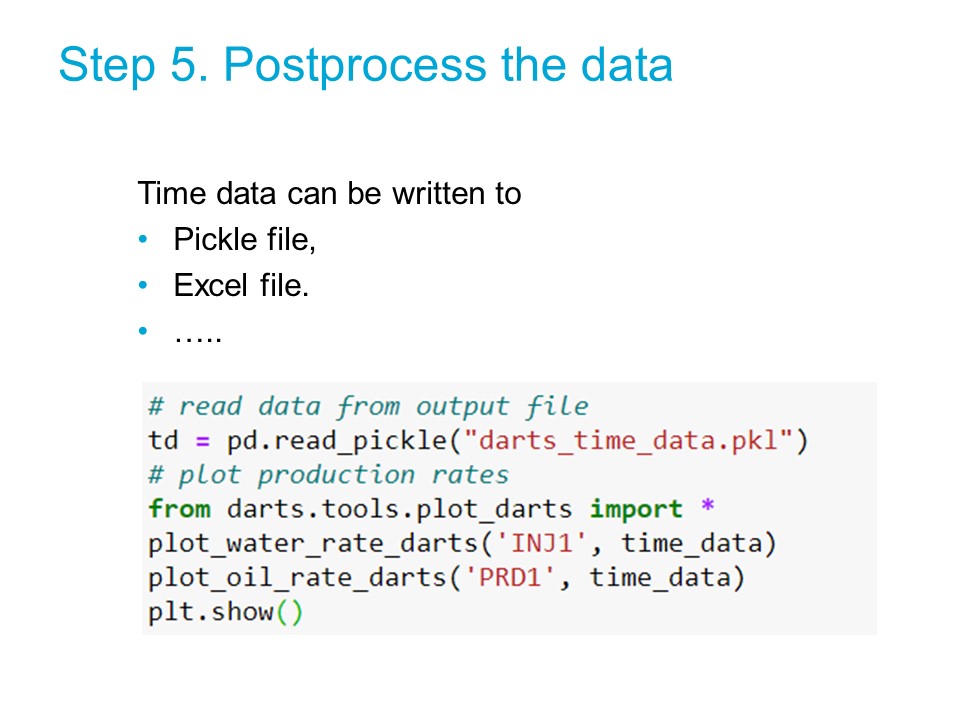 Step 5. Postprocess the data
Time data can be written to
• Pickle file,
• Excel file.
• …..
# read data from output file
td = pd.read_pickle("darts_time_data.pkl")
# plot production rates
from darts.tools.plot_darts import *
plot_water_rate_darts('INJ1', time_data)
plot_oil_rate_darts('PRD1', time_data)
plt.show()